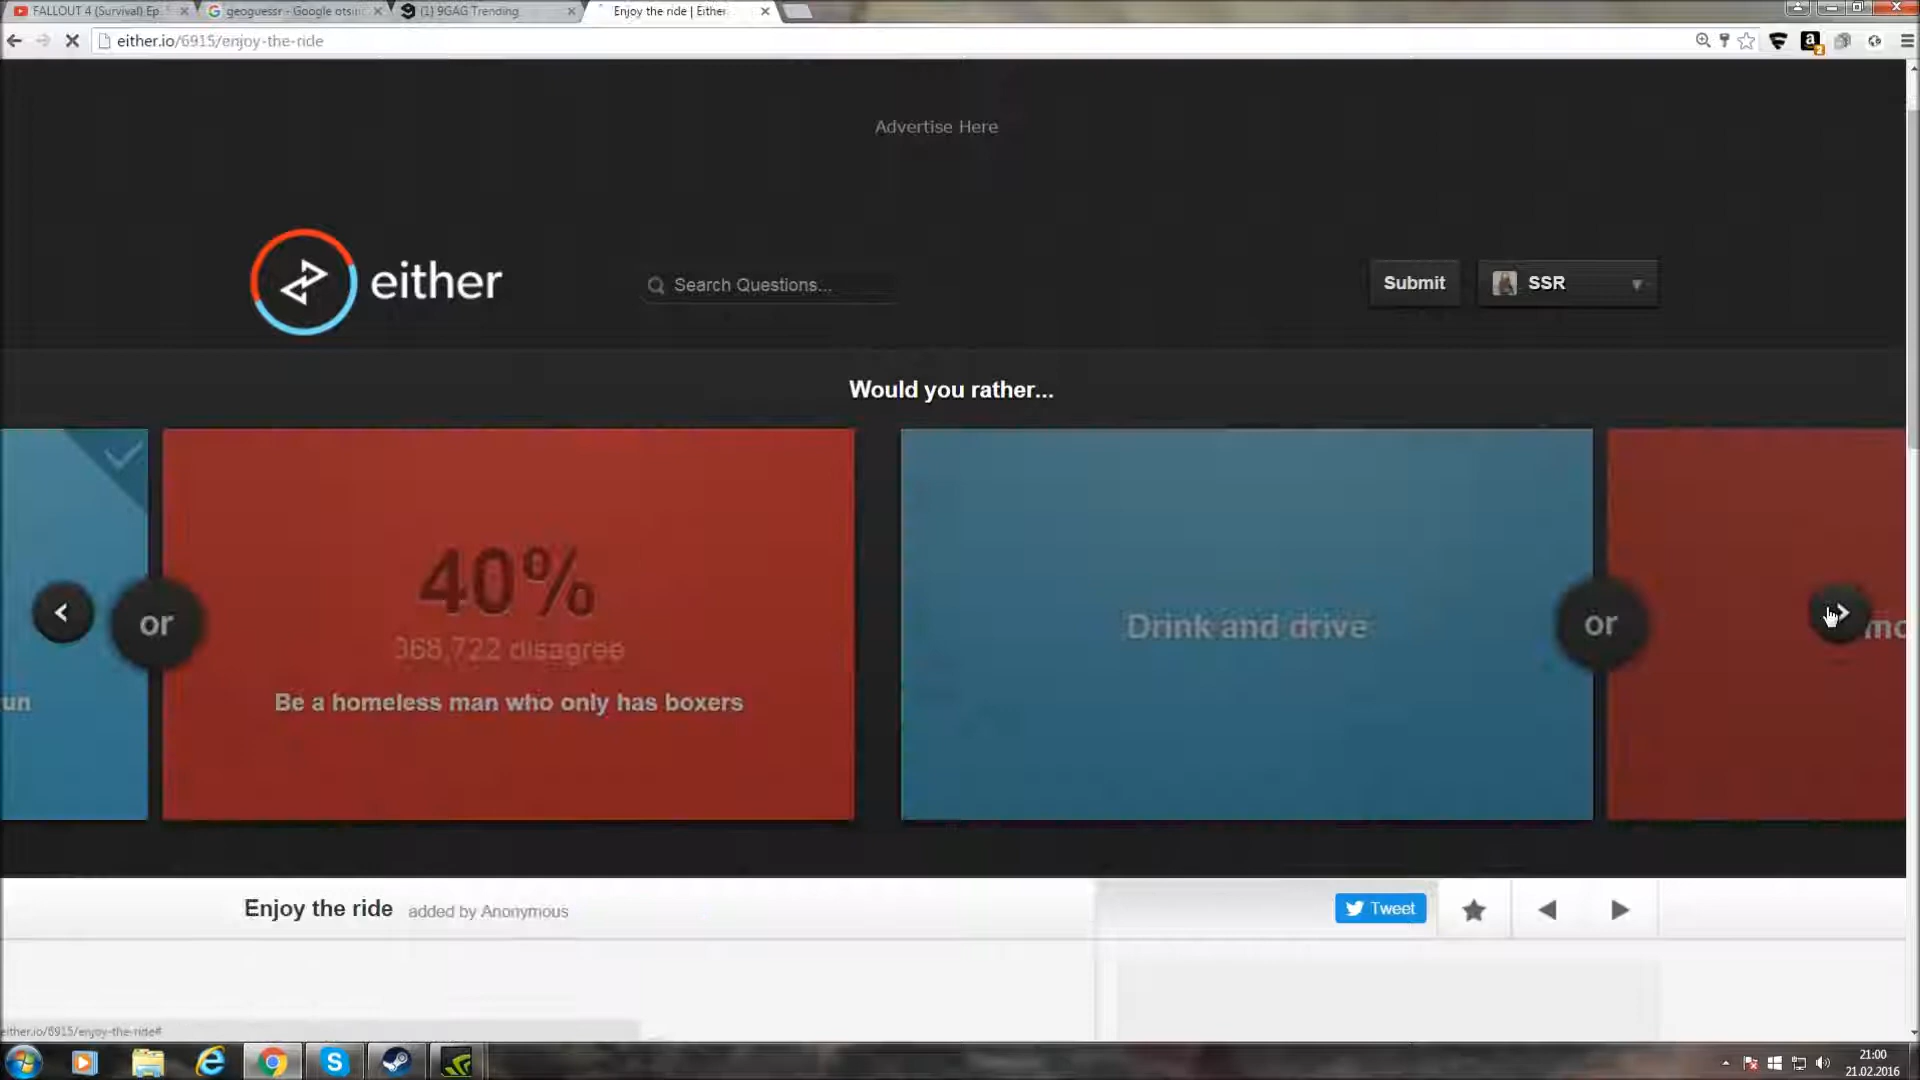 FALLOUT 4 (Survival) Ep.
geoguessr - Google otsin
(1) 9GAG Trending
Enjoy the ride | Either
either.io/6915/enjoy-the-ride
Advertise Here
either
Search Questions...
Submit
SSR
Would you rather...
un
or
40%
368,722 disagree
Be a homeless man who only has boxers
Drink and drive
or
mo
Enjoy the ride added by Anonymous
Tweet
either.io/6915/enjoy-the-ride#
21:00
21.02.2016